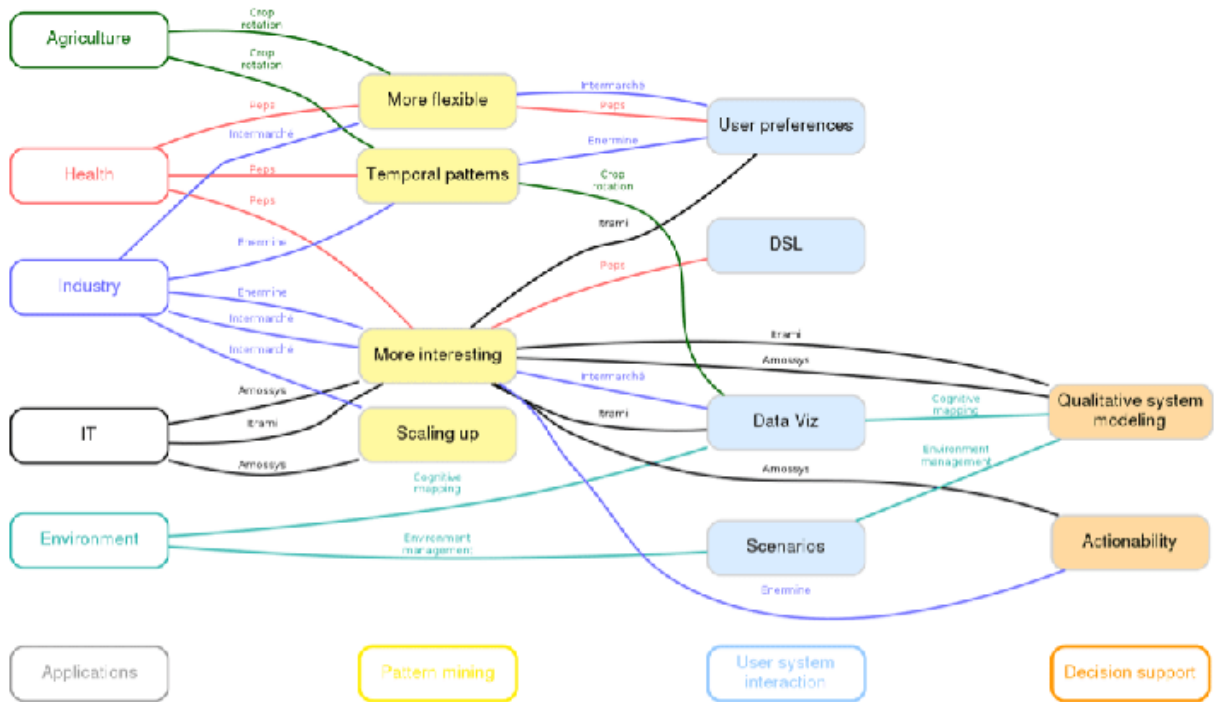 Agriculture
Crop
rotation
Crop
rotation
More flexible
Intermarché
Peps
User preferences
Peps
Intermarché
Health
Peps
Temporal patterns
Enermine
Crop
rotation
Peps
Itrami
DSL
Peps
Enermine
Industry
Enermine
Intermarché
Intermarché
More interesting
Itrami
Amossys
Intermarché
Amossys
Itrami
Amossys
IT
Scaling up
Itrami
Data Viz
Cognitive
mapping
Qualitative system
modeling
Environment
management
Amossys
Cognitive
mapping
Environment
Environment
management
Scenarios
Actionability
Enermine
Applications
Pattern mining
User system
interaction
Decision support